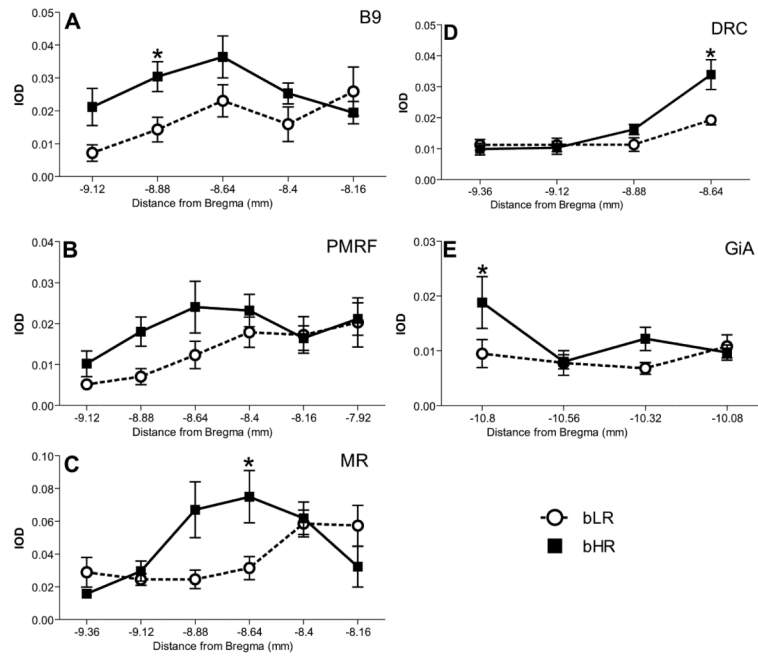 A
B9
0.05
0.04
0.03
0.02
0.01
0.00
IOD
*
-9.12
-8.88
-8.64
-8.4
-8.16
Distance from Bregma (mm)
B
PMRF
0.04
0.03
0.02
0.01
0.00
IOD
-9.12
-8.88
-8.64
-8.4
-8.16
-7.92
Distance from Bregma (mm)
C
MR
0.10
0.08
0.06
0.04
0.02
0.00
IOD
*
-9.36
-9.12
-8.88
-8.64
-8.4
-8.16
Distance from Bregma (mm)
D
DRC
0.05
0.04
0.03
0.02
0.01
0.00
IOD
*
-9.36
-9.12
-8.88
-8.64
Distance from Bregma (mm)
E
GiA
0.03
0.02
0.01
0.00
IOD
*
-10.8
-10.56
-10.32
-10.08
Distance from Bregma (mm)
bLR
bHR